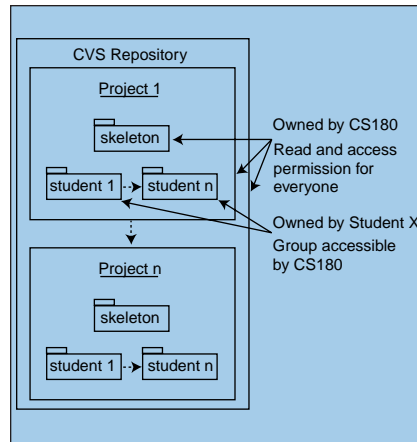 CVS Repository
Project 1
skeleton
student 1
student n
Owned by CS180
Read and access
permission for
everyone
Owned by Student X
Group accessible
by CS180
Project n
skeleton
student 1
student n